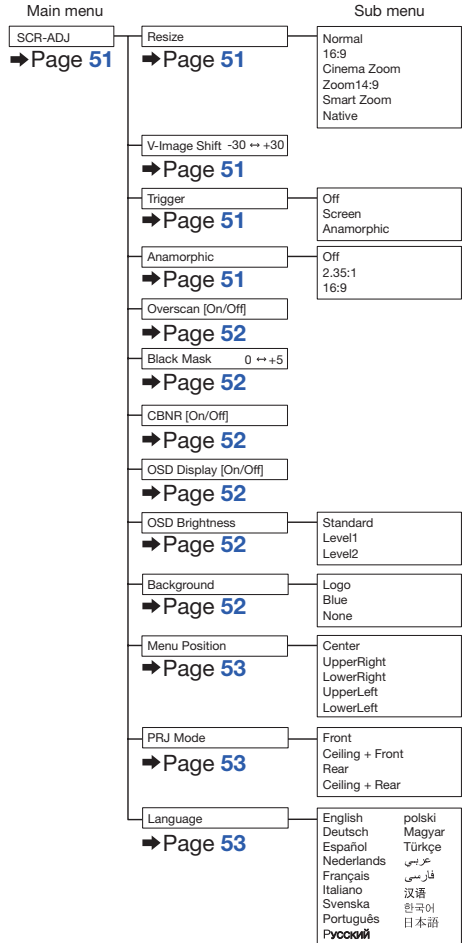 Main menu
Sub menu
SCR-ADJ
➡Page 51
Resize
➡Page 51
Normal
16:9
Cinema Zoom
Zoom14:9
Smart Zoom
Native
V-Image Shift -30 ↔ +30
➡Page 51
Trigger
➡Page 51
Off
Screen
Anamorphic
Anamorphic
➡Page 51
Off
2.35:1
16:9
Overscan [On/Off]
➡Page 52
Black Mask 0 ↔ +5
➡Page 52
CBNR [On/Off]
➡Page 52
OSD Display [On/Off]
➡Page 52
OSD Brightness
➡Page 52
Standard
Level1
Level2
Background
➡Page 52
Logo
Blue
None
Menu Position
➡Page 53
Center
UpperRight
LowerRight
UpperLeft
LowerLeft
PRJ Mode
➡Page 53
Front
Ceiling + Front
Rear
Ceiling + Rear
Language
➡Page 53
English
Deutsch
Español
Nederlands
Français
Italiano
Svenska
Português
Русский
polski
Magyar
Türkçe
عربي
فارسی
汉语
한국어
日本語